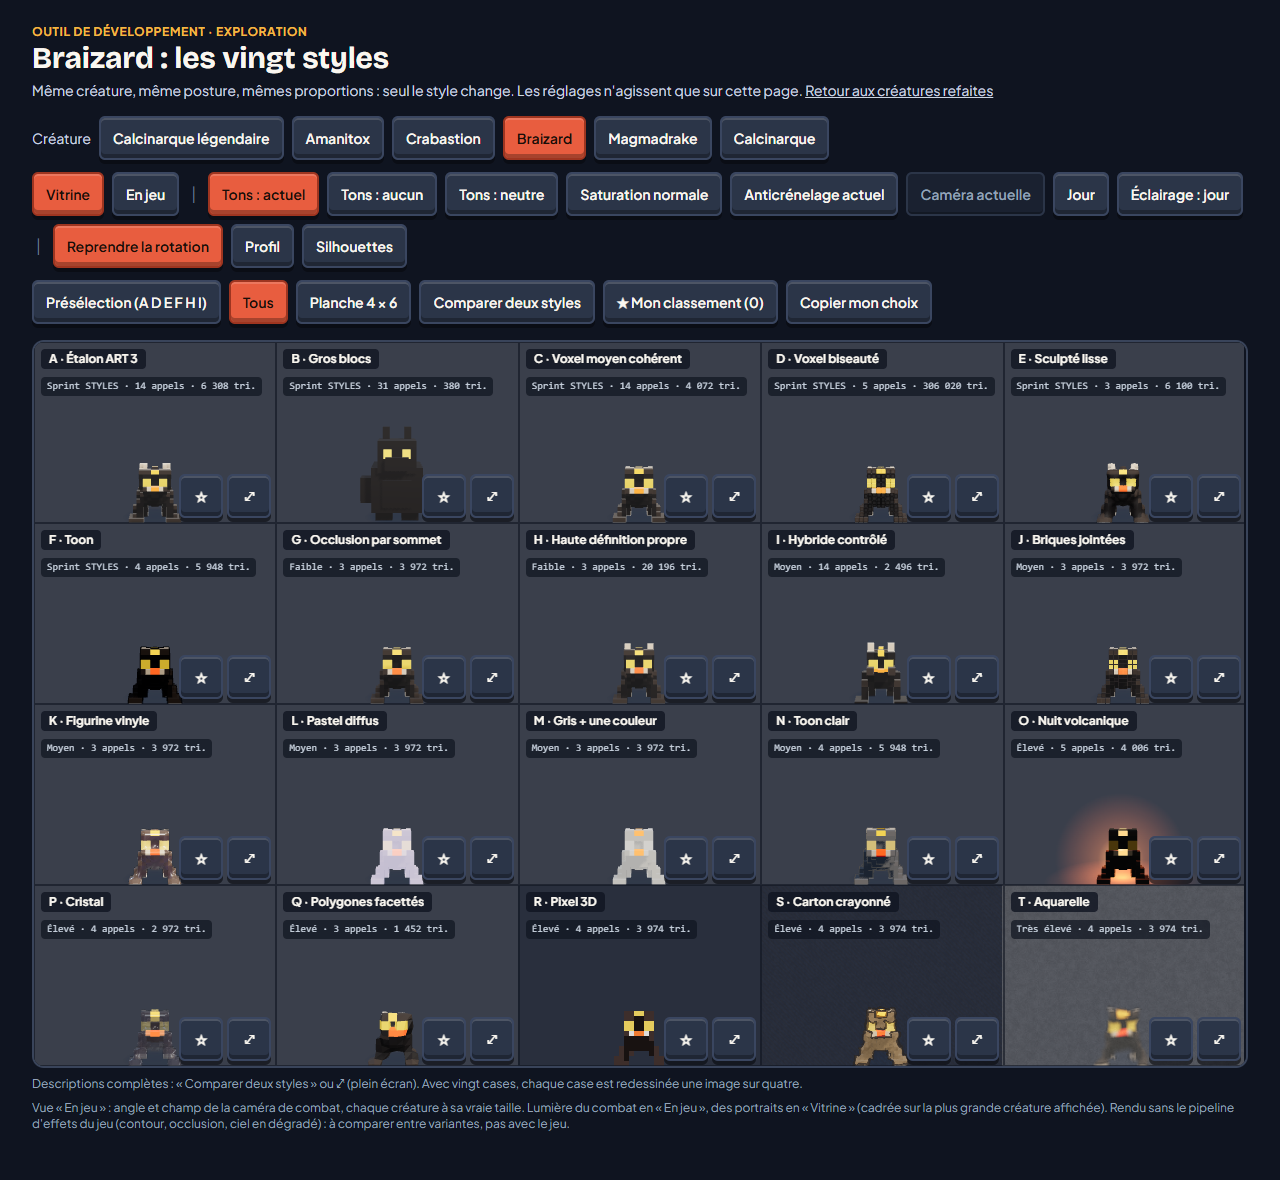 OUTIL DE DÉVELOPPEMENT · EXPLORATION
Braizard : les vingt styles
Même créature, même posture, mêmes proportions : seul le style change. Les réglages n'agissent que sur cette page. Retour aux créatures refaites
Créature Calcinarque légendaire Amanitox Crabastion Braizard Magmadrake Calcinarque
Vitrine En jeu | Tons : actuel Tons : aucun Tons : neutre Saturation normale Anticrénelage actuel Caméra actuelle Jour Éclairage : jour
| Reprendre la rotation Profil Silhouettes
Présélection (A D E F H I) Tous Planche 4 × 6 Comparer deux styles ★ Mon classement (0) Copier mon choix
A · Étalon ART 3 B · Gros blocs C · Voxel moyen cohérent D · Voxel biseauté E · Sculpté lisse
Sprint STYLES · 14 appels · 6 308 tri. Sprint STYLES · 31 appels · 380 tri. Sprint STYLES · 14 appels · 4 072 tri. Sprint STYLES · 5 appels · 306 020 tri. Sprint STYLES · 3 appels · 6 100 tri.
F · Toon G · Occlusion par sommet H · Haute définition propre I · Hybride contrôlé J · Briques jointées
Sprint STYLES · 4 appels · 5 948 tri. Faible · 3 appels · 3 972 tri. Faible · 3 appels · 20 196 tri. Moyen · 14 appels · 2 496 tri. Moyen · 3 appels · 3 972 tri.
K · Figurine vinyle L · Pastel diffus M · Gris + une couleur N · Toon clair O · Nuit volcanique
Moyen · 3 appels · 3 972 tri. Moyen · 3 appels · 3 972 tri. Moyen · 3 appels · 3 972 tri. Moyen · 4 appels · 5 948 tri. Élevé · 5 appels · 4 006 tri.
P · Cristal Q · Polygones facettés R · Pixel 3D S · Carton crayonné T · Aquarelle
Élevé · 4 appels · 2 972 tri. Élevé · 3 appels · 1 452 tri. Élevé · 4 appels · 3 974 tri. Élevé · 4 appels · 3 974 tri. Très élevé · 4 appels · 3 974 tri.
Descriptions complètes : « Comparer deux styles » ou ⤢ (plein écran). Avec vingt cases, chaque case est redessinée une image sur quatre.
Vue « En jeu » : angle et champ de la caméra de combat, chaque créature à sa vraie taille. Lumière du combat en « En jeu », des portraits en « Vitrine » (cadrée sur la plus grande créature affichée). Rendu sans le pipeline
d'effets du jeu (contour, occlusion, ciel en dégradé) : à comparer entre variantes, pas avec le jeu.